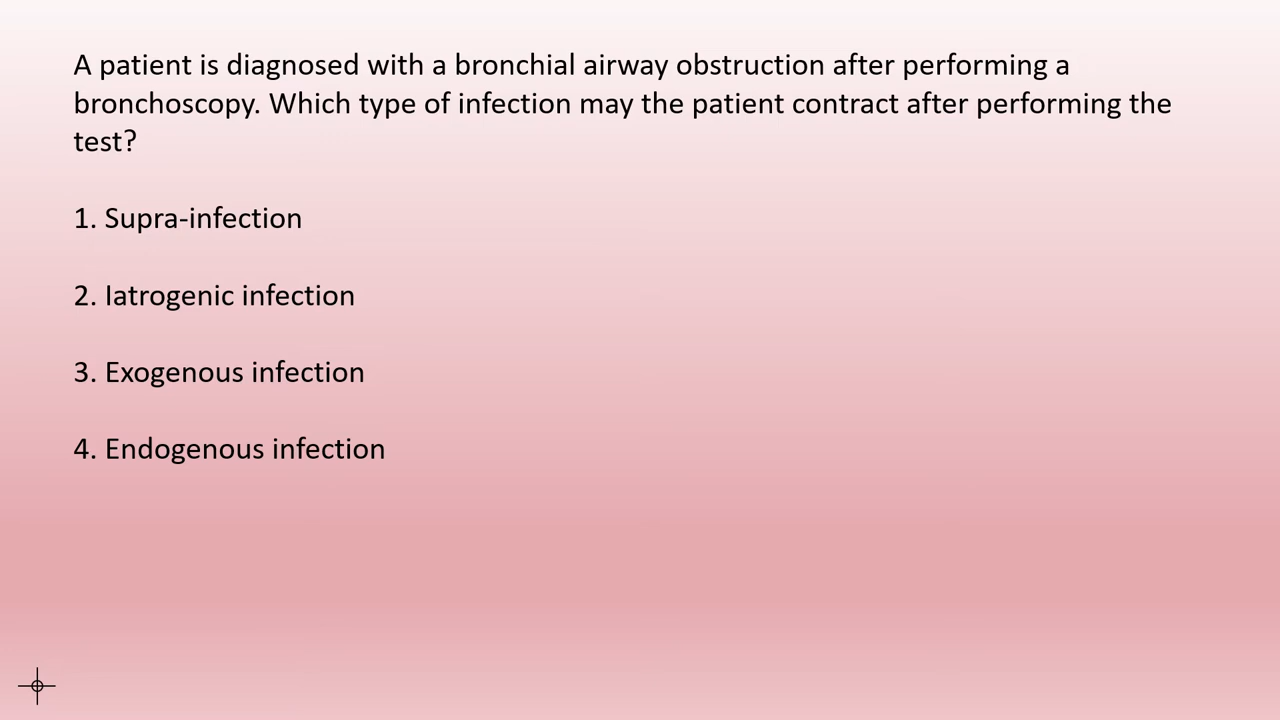 A patient is diagnosed with a bronchial airway obstruction after performing a
bronchoscopy. Which type of infection may the patient contract after performing the
test?
1. Supra-infection
2. Iatrogenic infection
3. Exogenous infection
4. Endogenous infection